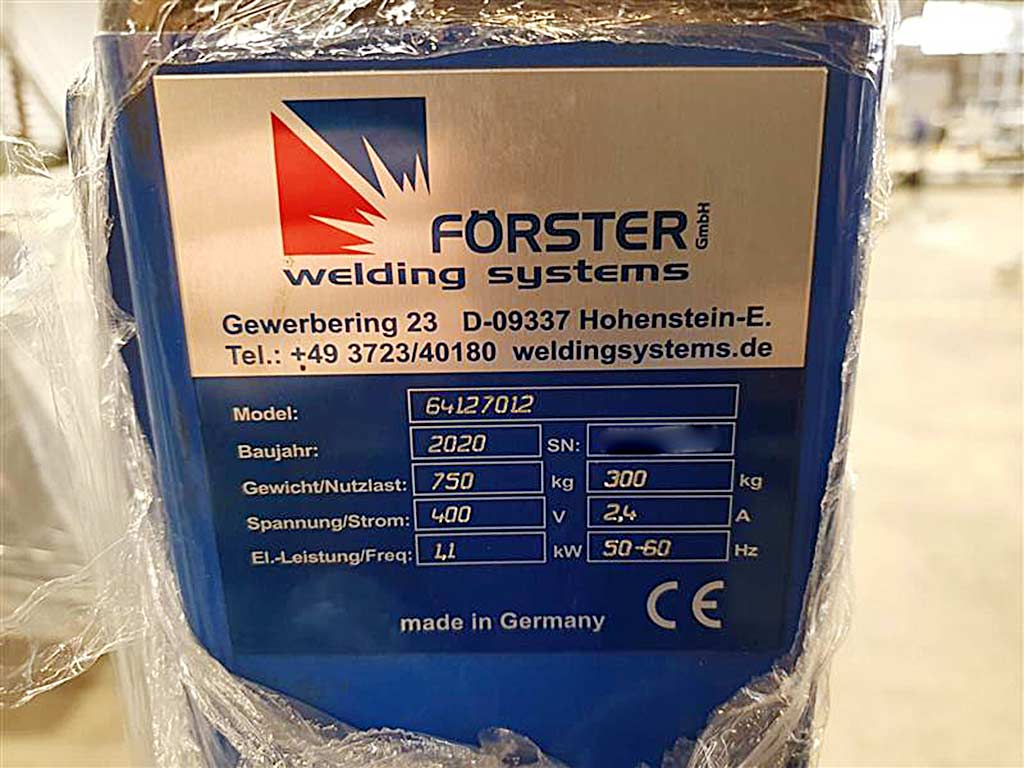 FÖRSTER GmbH
welding systems
Gewerbering 23 D-09337 Hohenstein-E.
Tel.: +49 3723/40180 weldingsystems.de
Model: 64127012
Baujahr: 2020 SN:
Gewicht/Nutzlast: 750 kg 300 kg
Spannung/Strom: 400 V 2,4 A
El.-Leistung/Freq: 1,1 kW 50-60 Hz
made in Germany CE